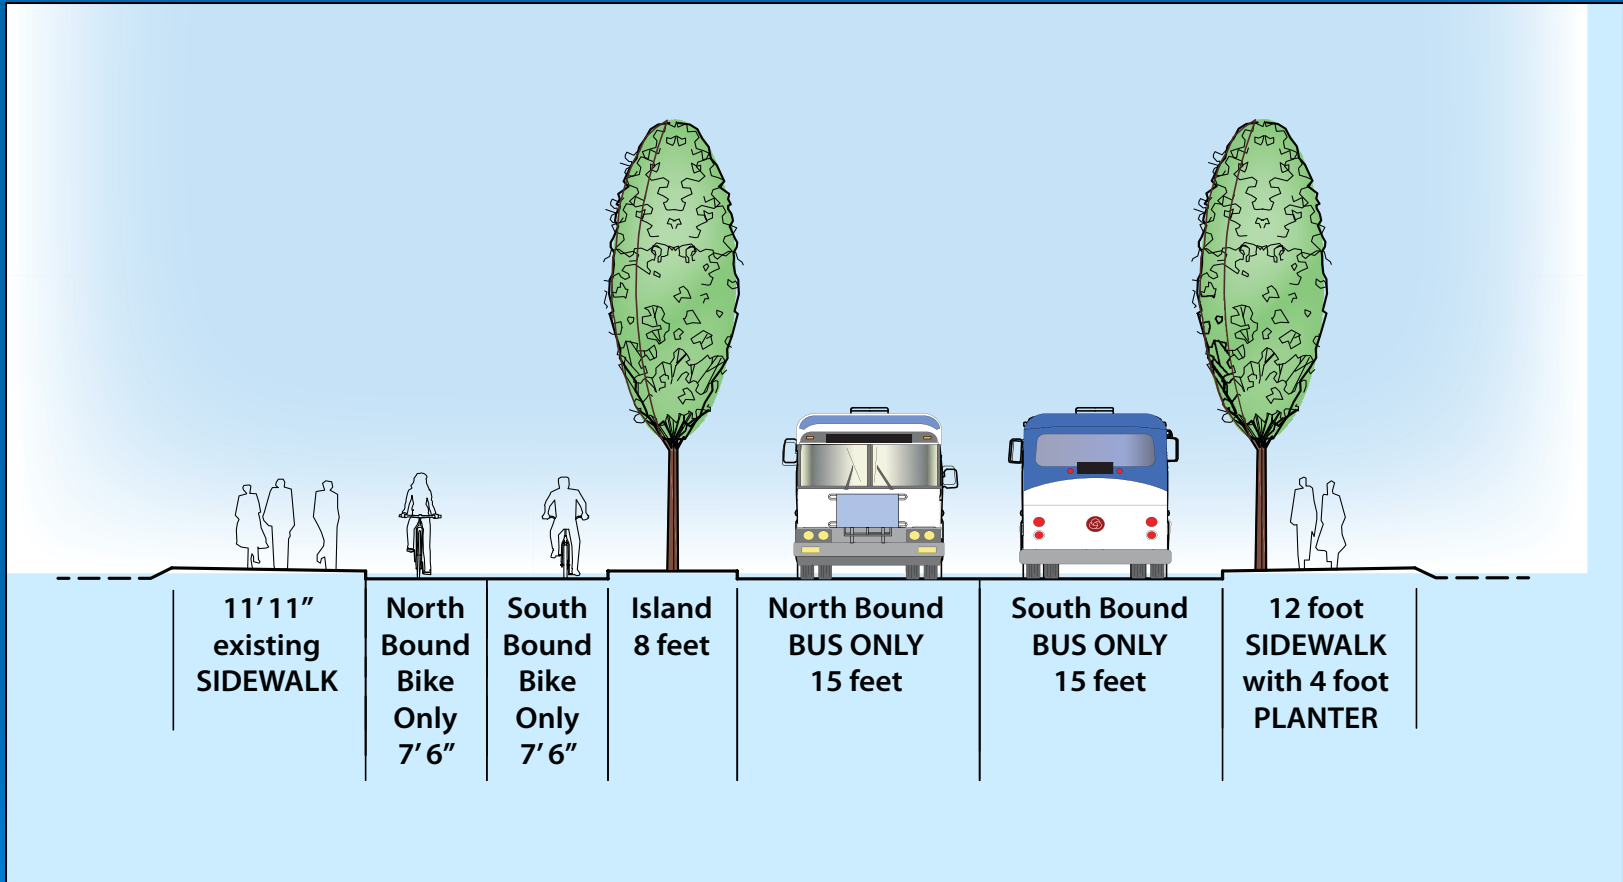 11’ 11”
existing
SIDEWALK
North
Bound
Bike
Only
7’ 6”
South
Bound
Bike
Only
7’ 6”
Island
8 feet
North Bound
BUS ONLY
15 feet
South Bound
BUS ONLY
15 feet
12 foot
SIDEWALK
with 4 foot
PLANTER